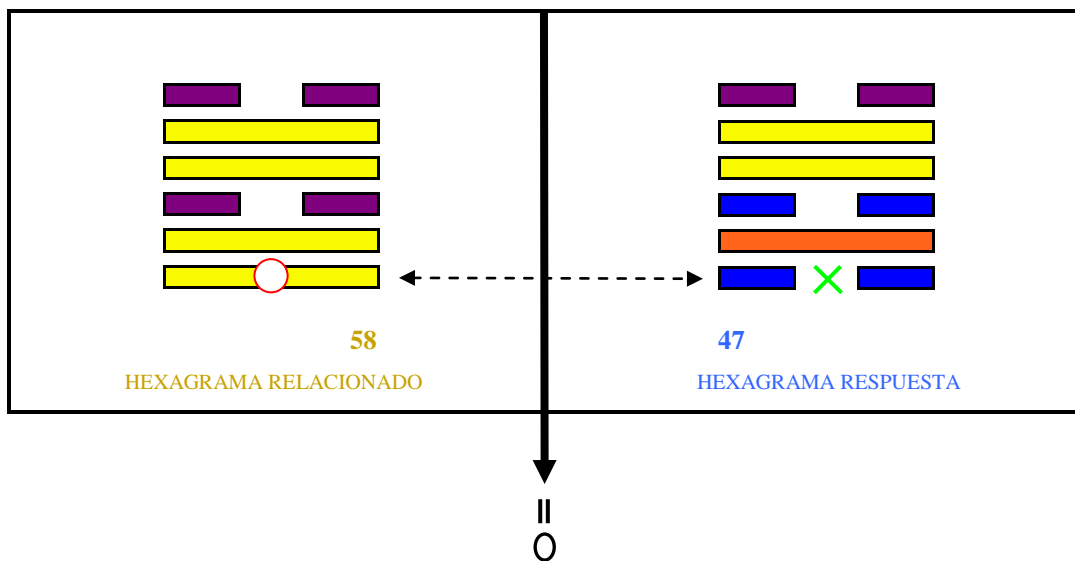 58
47
HEXAGRAMA RELACIONADO
HEXAGRAMA RESPUESTA
=
O